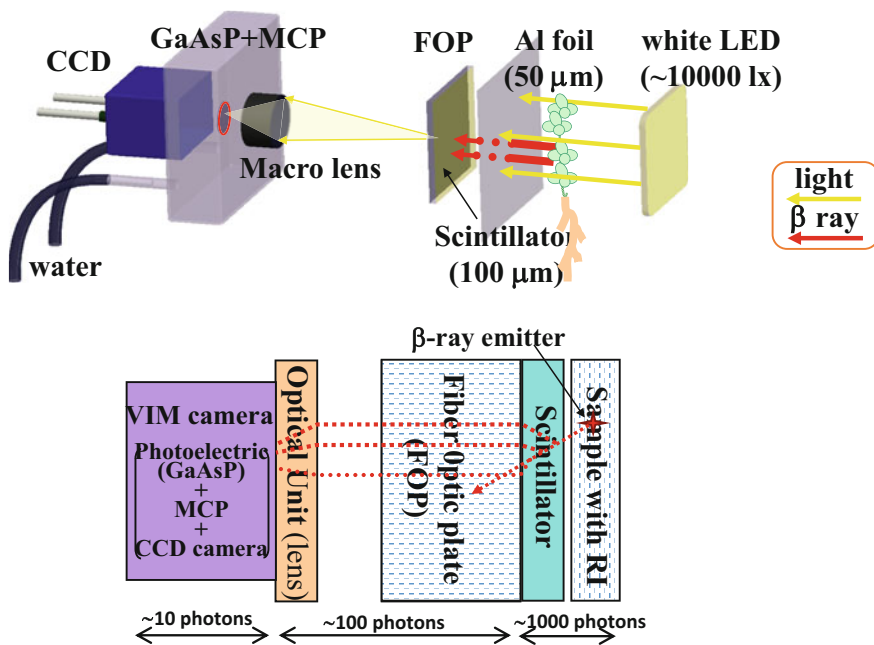 GaAsP+MCP
CCD
FOP
Al foil
(50 μm)
white LED
(~10000 lx)
Macro lens
Scintillator
(100 μm)
water
light
β ray
β-ray emitter
VIM camera
Photoelectric
(GaAsP)
+
MCP
+
CCD camera
Optical Unit (lens)
Fiber Optic plate
(FOP)
Scintillator
Sample with RI
~10 photons
~100 photons
~1000 photons